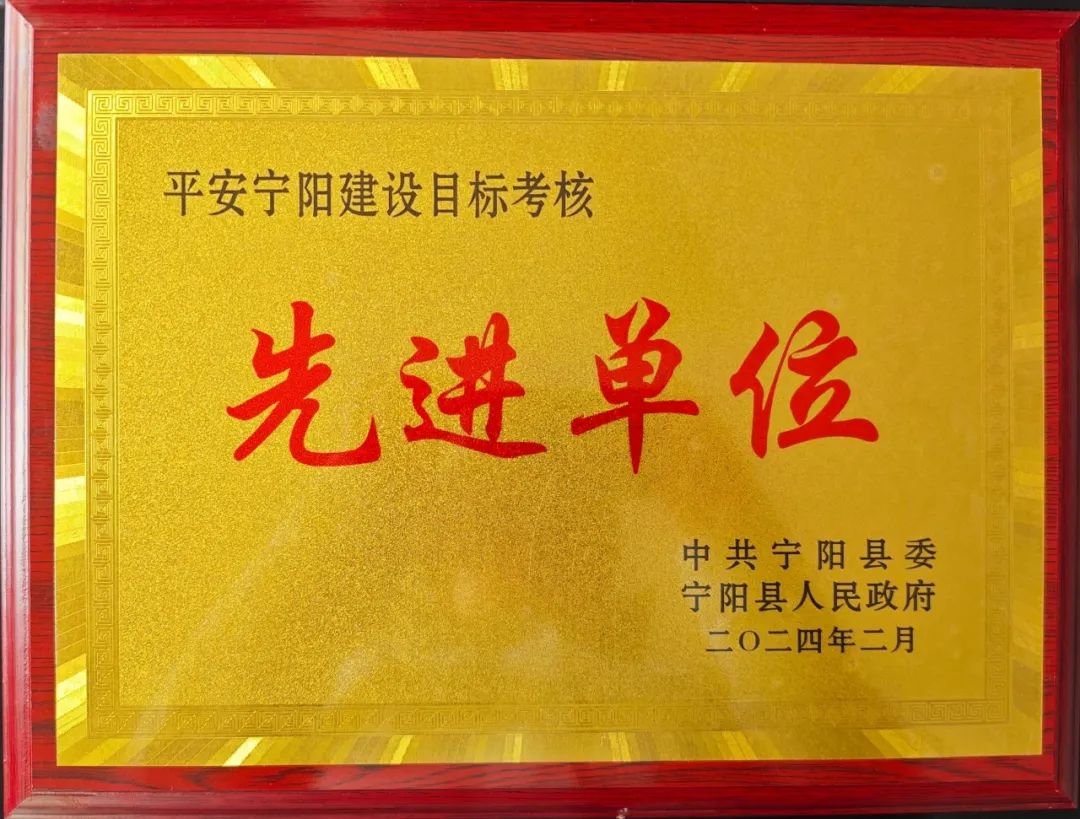 平安宁阳建设目标考核
先进单位
中共宁阳县委
宁阳县人民政府
二〇二四年二月